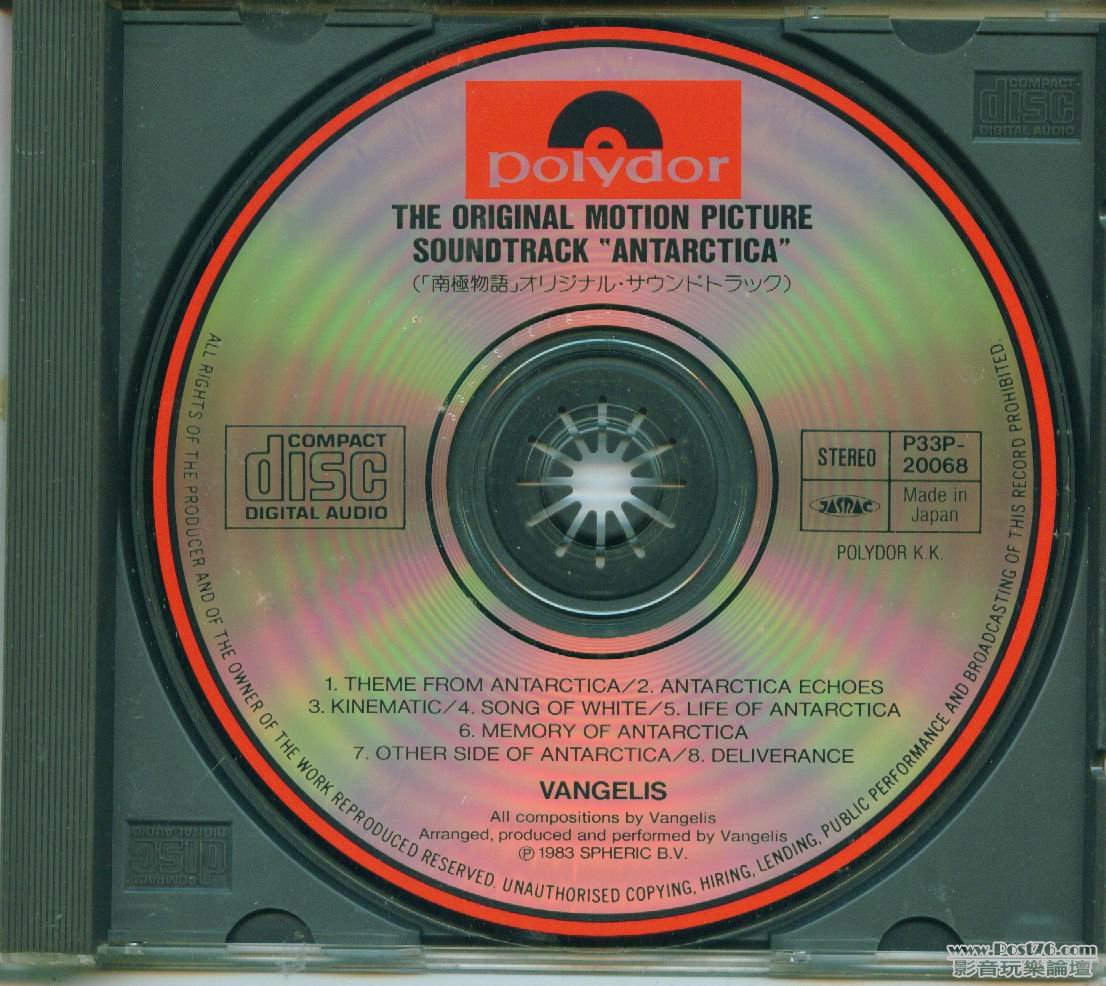 polydor
THE ORIGINAL MOTION PICTURE
SOUNDTRACK "ANTARCTICA"
(「南極物語」オリジナル・サウンドトラック)
COMPACT
disc
DIGITAL AUDIO
STEREO
P33P-
20068
JASRAC
Made in
Japan
POLYDOR K.K.
1. THEME FROM ANTARCTICA/2. ANTARCTICA ECHOES
3. KINEMATIC/4. SONG OF WHITE/5. LIFE OF ANTARCTICA
6. MEMORY OF ANTARCTICA
7. OTHER SIDE OF ANTARCTICA/8. DELIVERANCE
VANGELIS
All compositions by Vangelis
Arranged, produced and performed by Vangelis
Ⓟ 1983 SPHERIC B.V.
ALL RIGHTS OF THE PRODUCER AND OF THE OWNER OF THE WORK REPRODUCED RESERVED. UNAUTHORISED COPYING, HIRING, LENDING, PUBLIC PERFORMANCE AND BROADCASTING OF THIS RECORD PROHIBITED.
COMPACT
disc
DIGITAL AUDIO
COMPACT
disc
DIGITAL AUDIO
www.Post76.com
影音玩樂論壇